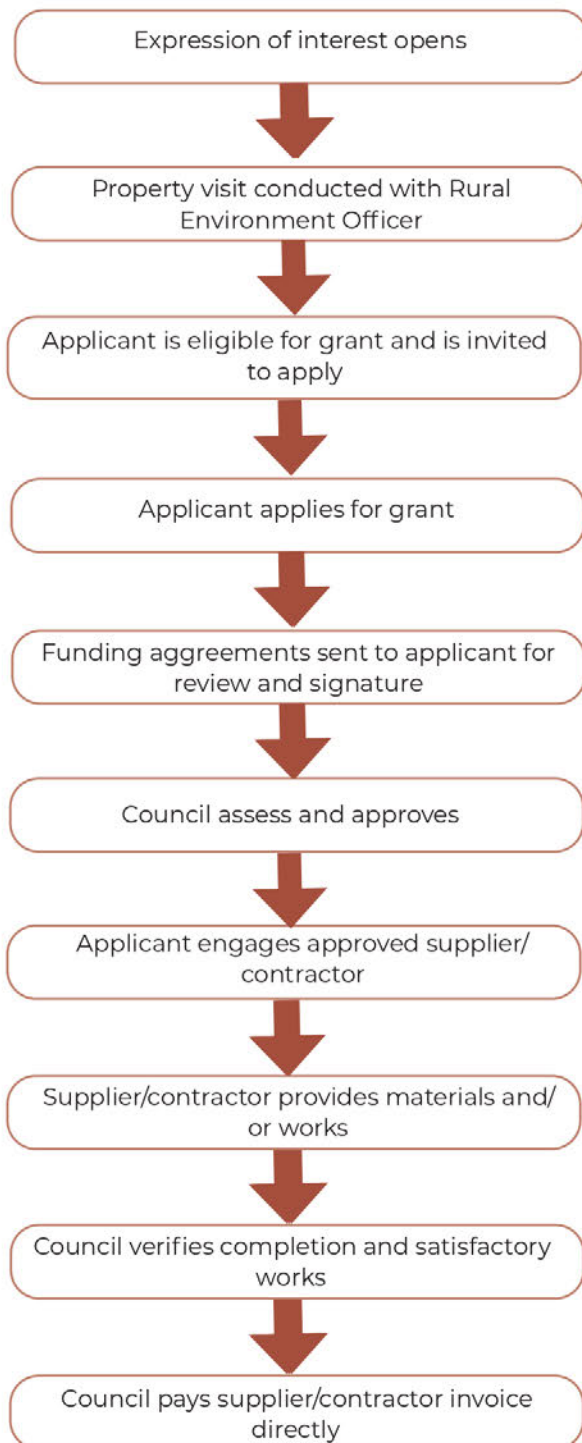 Expression of interest opens
Property visit conducted with Rural
Environment Officer
Applicant is eligible for grant and is invited
to apply
Applicant applies for grant
Funding aggreements sent to applicant for
review and signature
Council assess and approves
Applicant engages approved supplier/
contractor
Supplier/contractor provides materials and/
or works
Council verifies completion and satisfactory
works
Council pays supplier/contractor invoice
directly